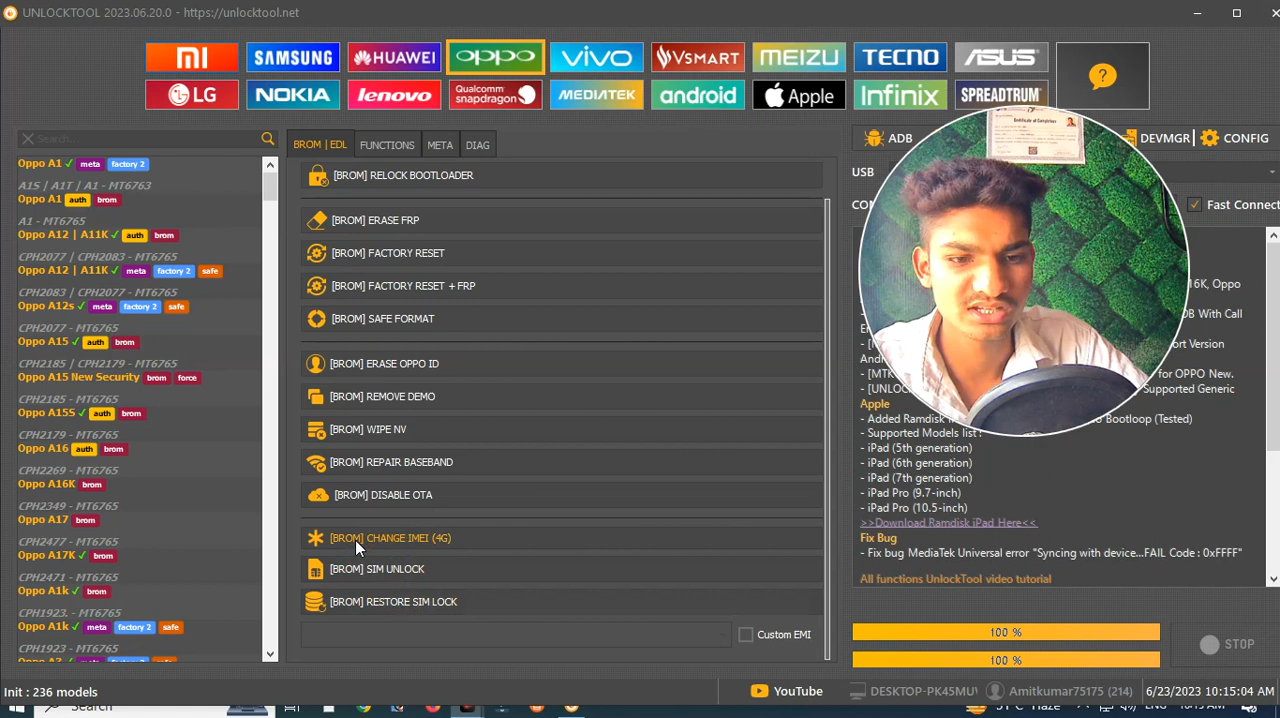 UNLOCKTOOL 2023.06.20.0 - https://unlocktool.net
MI SAMSUNG HUAWEI OPPO VIVO VSMART MEIZU TECNO ASUS ?
LG NOKIA lenovo Qualcomm snapdragon MEDIATEK android Apple Infinix SPREADTRUM
Search...
BROM FUNCTIONS META DIAG
ADB DEVMGR CONFIG
USB
Fast Connect
Oppo A1 ✓ meta factory 2
A1S | A1T | A1 - MT6763
Oppo A1 auth brom
A1 - MT6765
Oppo A12 | A11K ✓ auth brom
CPH2077 | CPH2083 - MT6765
Oppo A12 | A11K ✓ meta factory 2 safe
CPH2083 | CPH2077 - MT6765
Oppo A12s ✓ meta factory 2 safe
CPH2077 - MT6765
Oppo A15 ✓ auth brom
CPH2185 | CPH2179 - MT6765
Oppo A15 New Security brom force
CPH2185 - MT6765
Oppo A15S ✓ auth brom
CPH2179 - MT6765
Oppo A16 auth brom
CPH2269 - MT6765
Oppo A16K brom
CPH2349 - MT6765
Oppo A17 brom
CPH2477 - MT6765
Oppo A17K ✓ brom
CPH2471 - MT6765
Oppo A1k ✓ brom
CPH1923. - MT6765
Oppo A1k ✓ meta factory 2 safe
CPH1923 - MT6765
[BROM] RELOCK BOOTLOADER
[BROM] ERASE FRP
[BROM] FACTORY RESET
[BROM] FACTORY RESET + FRP
[BROM] SAFE FORMAT
[BROM] ERASE OPPO ID
[BROM] REMOVE DEMO
[BROM] WIPE NV
[BROM] REPAIR BASEBAND
[BROM] DISABLE OTA
[BROM] CHANGE IMEI (4G)
[BROM] SIM UNLOCK
[BROM] RESTORE SIM LOCK
Custom EMI
Certificate of Completion
16K, Oppo
DB With Call
port Version
for OPPO New.
Supported Generic
Apple
- Added Ramdisk Bootloop (Tested)
- Supported Models list:
- iPad (5th generation)
- iPad (6th generation)
- iPad (7th generation)
- iPad Pro (9.7-inch)
- iPad Pro (10.5-inch)
>>Download Ramdisk iPad Here<<
Fix Bug
- Fix bug MediaTek Universal error "Syncing with device...FAIL Code : 0xFFFF"
All functions UnlockTool video tutorial
100 %
100 %
STOP
Init : 236 models
YouTube DESKTOP-PK45MU Amitkumar75175 (214) 6/23/2023 10:15:04 AM
Search 31°C Haze ENG 10:15 AM